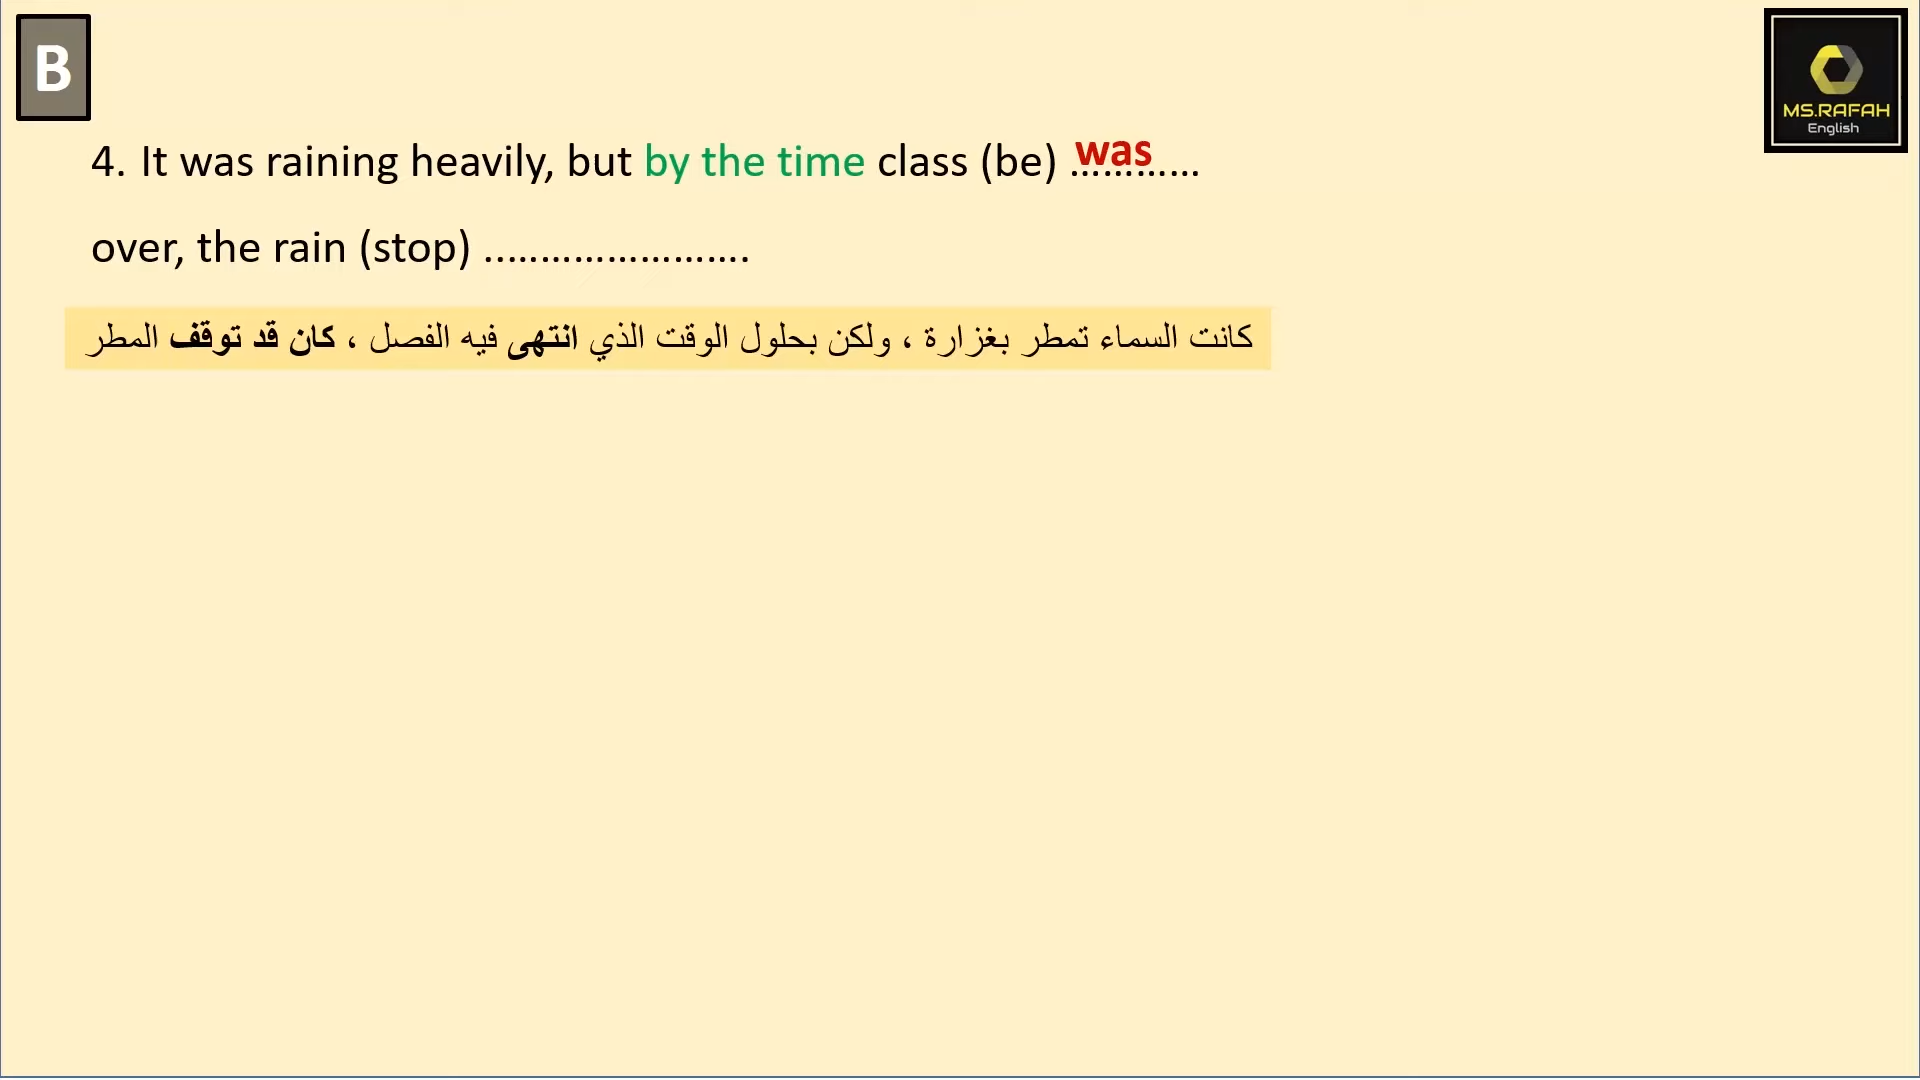 B
MS.RAFAH
English
4. It was raining heavily, but by the time class (be) was ............
over, the rain (stop) ........................
كانت السماء تمطر بغزارة ، ولكن بحلول الوقت الذي انتهى فيه الفصل ، كان قد توقف المطر